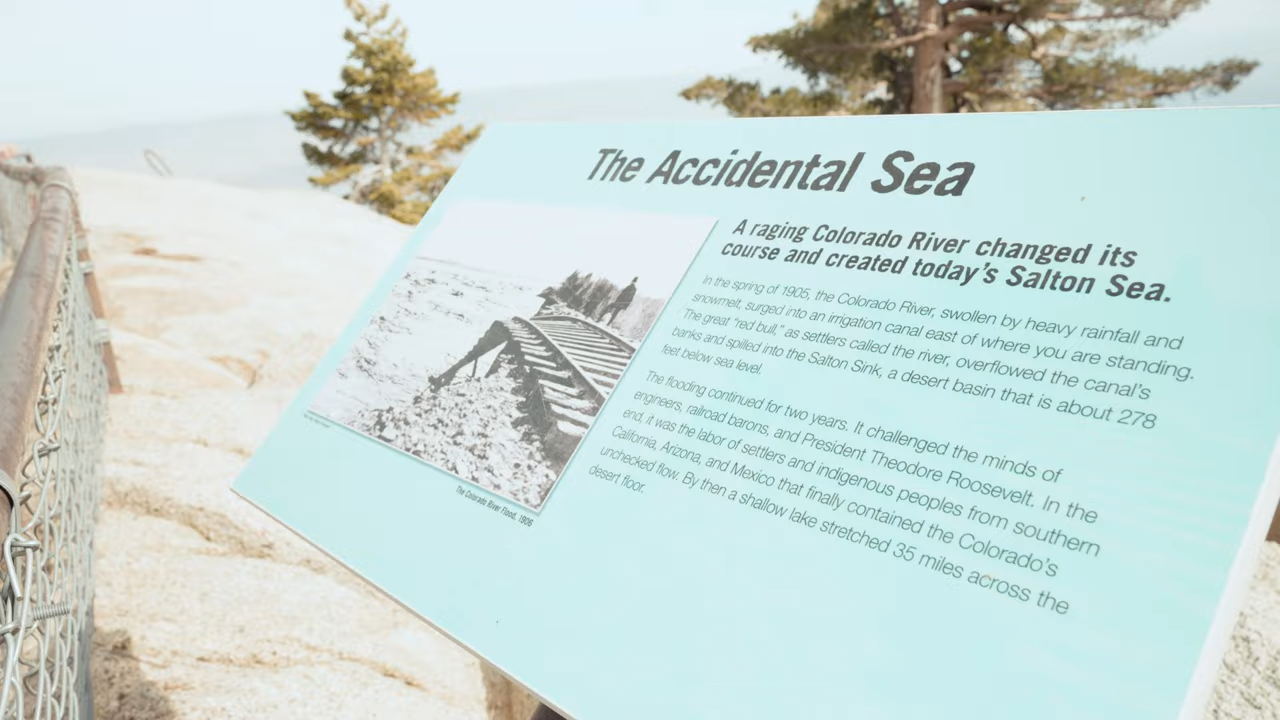 The Accidental Sea
A raging Colorado River changed its
course and created today's Salton Sea.
In the spring of 1905, the Colorado River, swollen by heavy rainfall and
snowmelt, surged into an irrigation canal east of where you are standing.
The great "red bull," as settlers called the river, overflowed the canal's
banks and spilled into the Salton Sink, a desert basin that is about 278
feet below sea level.
The flooding continued for two years. It challenged the minds of
engineers, railroad barons, and President Theodore Roosevelt. In the
end, it was the labor of settlers and indigenous peoples from southern
California, Arizona, and Mexico that finally contained the Colorado's
unchecked flow. By then a shallow lake stretched 35 miles across the
desert floor.
The Colorado River Flood, 1906